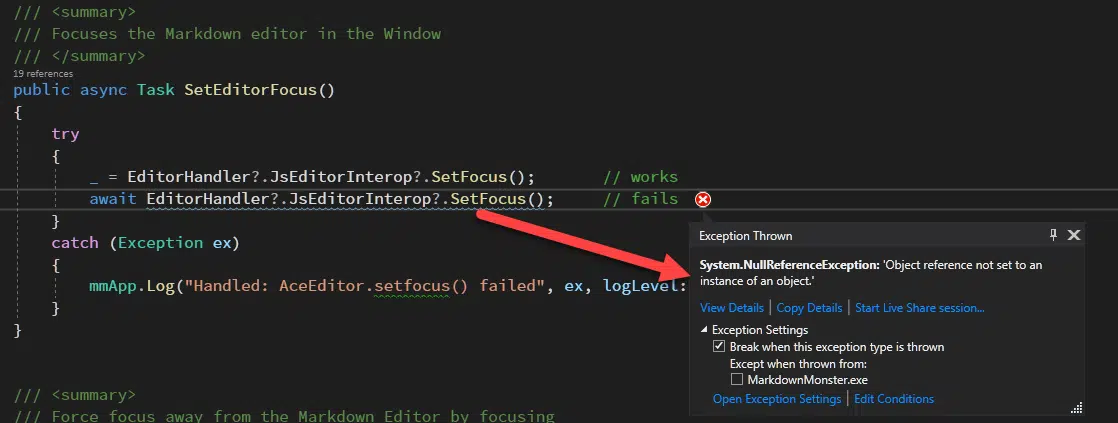 /// <summary>
/// Focuses the Markdown editor in the Window
/// </summary>
19 references
public async Task SetEditorFocus()
{
try
{
_ = EditorHandler?.JsEditorInterop?.SetFocus(); // works
await EditorHandler?.JsEditorInterop?.SetFocus(); // fails
}
catch (Exception ex)
{
mmApp.Log("Handled: AceEditor.setfocus() failed", ex, logLevel:
}
}
Exception Thrown
System.NullReferenceException: 'Object reference not set to an
instance of an object.'
View Details | Copy Details | Start Live Share session...
Exception Settings
Break when this exception type is thrown
Except when thrown from:
MarkdownMonster.exe
Open Exception Settings | Edit Conditions
/// <summary>
/// Force focus away from the Markdown Editor by focusing